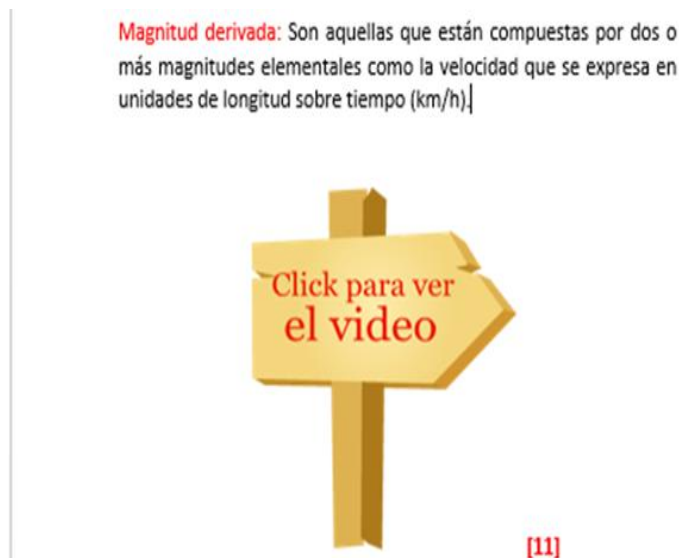 Magnitud derivada: Son aquellas que están compuestas por dos o
más magnitudes elementales como la velocidad que se expresa en
unidades de longitud sobre tiempo (km/h).
Click para ver
el video
[11]